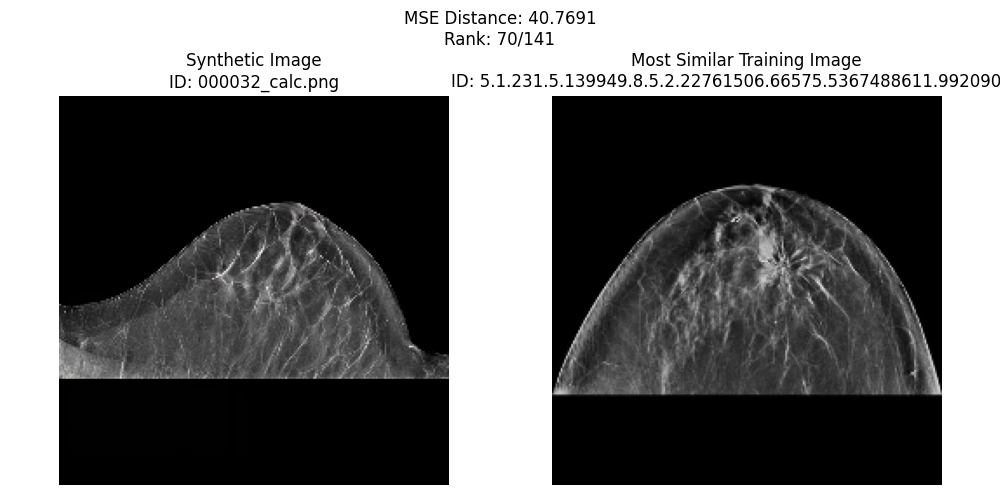 MSE Distance: 40.7691
Rank: 70/141
Synthetic Image
ID: 000032_calc.png
Most Similar Training Image
ID: 5.1.231.5.139949.8.5.2.22761506.66575.5367488611.992090